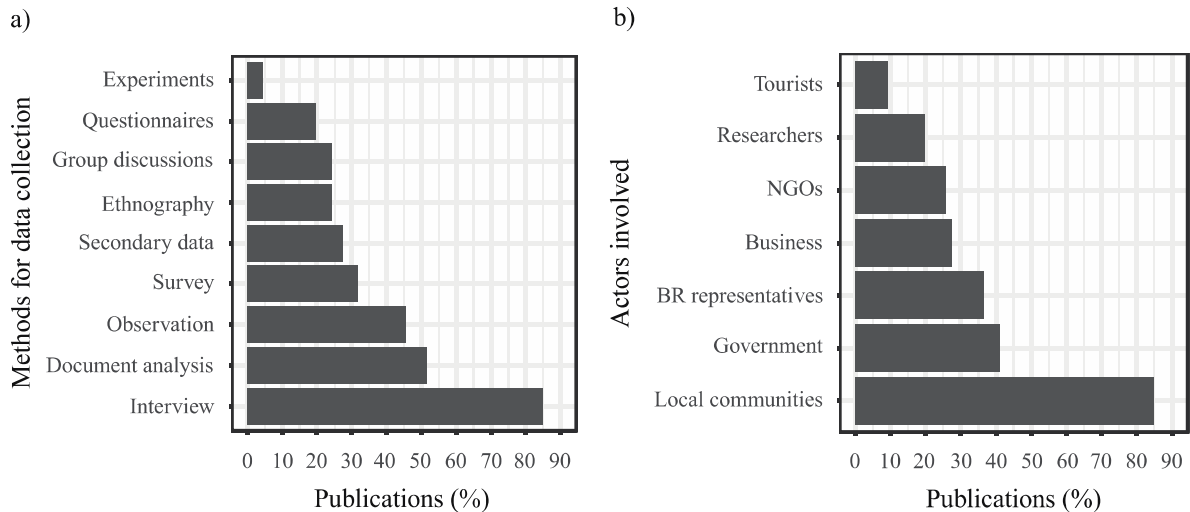 a)
Methods for data collection
Experiments
Questionnaires
Group discussions
Ethnography
Secondary data
Survey
Observation
Document analysis
Interview
0 10 20 30 40 50 60 70 80 90
Publications (%)
b)
Actors involved
Tourists
Researchers
NGOs
Business
BR representatives
Government
Local communities
0 10 20 30 40 50 60 70 80 90
Publications (%)